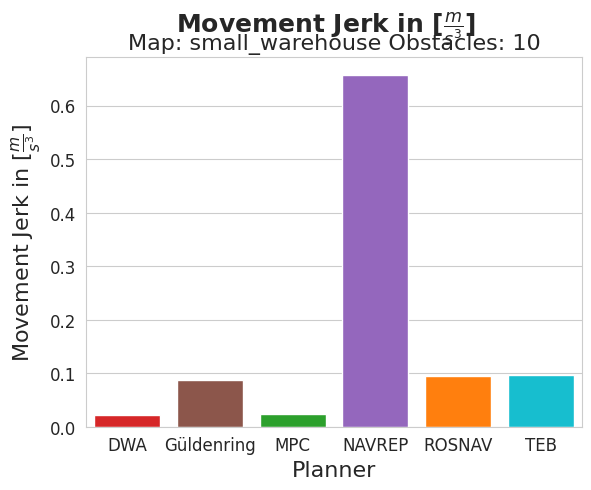 Movement Jerk in [m/s³]
Map: small_warehouse Obstacles: 10
Movement Jerk in [m/s³]
0.6
0.5
0.4
0.3
0.2
0.1
0.0
DWA Güldenring MPC NAVREP ROSNAV TEB
Planner